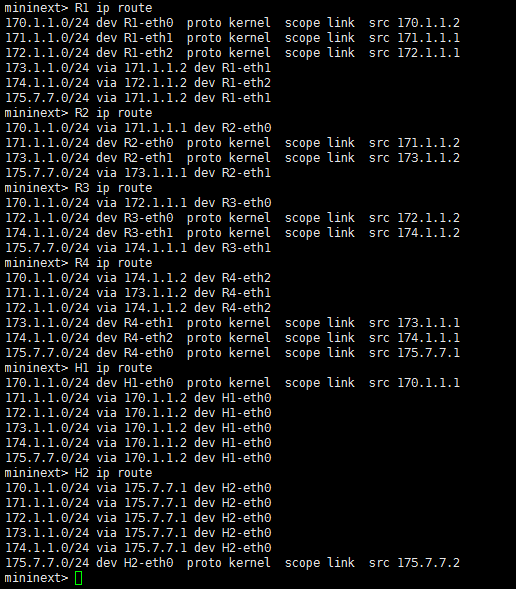 mininext> R1 ip route
170.1.1.0/24 dev R1-eth0  proto kernel  scope link  src 170.1.1.2
171.1.1.0/24 dev R1-eth1  proto kernel  scope link  src 171.1.1.1
172.1.1.0/24 dev R1-eth2  proto kernel  scope link  src 172.1.1.1
173.1.1.0/24 via 171.1.1.2 dev R1-eth1
174.1.1.0/24 via 172.1.1.2 dev R1-eth2
175.7.7.0/24 via 171.1.1.2 dev R1-eth1
mininext> R2 ip route
170.1.1.0/24 via 171.1.1.1 dev R2-eth0
171.1.1.0/24 dev R2-eth0  proto kernel  scope link  src 171.1.1.2
173.1.1.0/24 dev R2-eth1  proto kernel  scope link  src 173.1.1.2
175.7.7.0/24 via 173.1.1.1 dev R2-eth1
mininext> R3 ip route
170.1.1.0/24 via 172.1.1.1 dev R3-eth0
172.1.1.0/24 dev R3-eth0  proto kernel  scope link  src 172.1.1.2
174.1.1.0/24 dev R3-eth1  proto kernel  scope link  src 174.1.1.2
175.7.7.0/24 via 174.1.1.1 dev R3-eth1
mininext> R4 ip route
170.1.1.0/24 via 174.1.1.2 dev R4-eth2
171.1.1.0/24 via 173.1.1.2 dev R4-eth1
172.1.1.0/24 via 174.1.1.2 dev R4-eth2
173.1.1.0/24 dev R4-eth1  proto kernel  scope link  src 173.1.1.1
174.1.1.0/24 dev R4-eth2  proto kernel  scope link  src 174.1.1.1
175.7.7.0/24 dev R4-eth0  proto kernel  scope link  src 175.7.7.1
mininext> H1 ip route
170.1.1.0/24 dev H1-eth0  proto kernel  scope link  src 170.1.1.1
171.1.1.0/24 via 170.1.1.2 dev H1-eth0
172.1.1.0/24 via 170.1.1.2 dev H1-eth0
173.1.1.0/24 via 170.1.1.2 dev H1-eth0
174.1.1.0/24 via 170.1.1.2 dev H1-eth0
175.7.7.0/24 via 170.1.1.2 dev H1-eth0
mininext> H2 ip route
170.1.1.0/24 via 175.7.7.1 dev H2-eth0
171.1.1.0/24 via 175.7.7.1 dev H2-eth0
172.1.1.0/24 via 175.7.7.1 dev H2-eth0
173.1.1.0/24 via 175.7.7.1 dev H2-eth0
174.1.1.0/24 via 175.7.7.1 dev H2-eth0
175.7.7.0/24 dev H2-eth0  proto kernel  scope link  src 175.7.7.2
mininext>